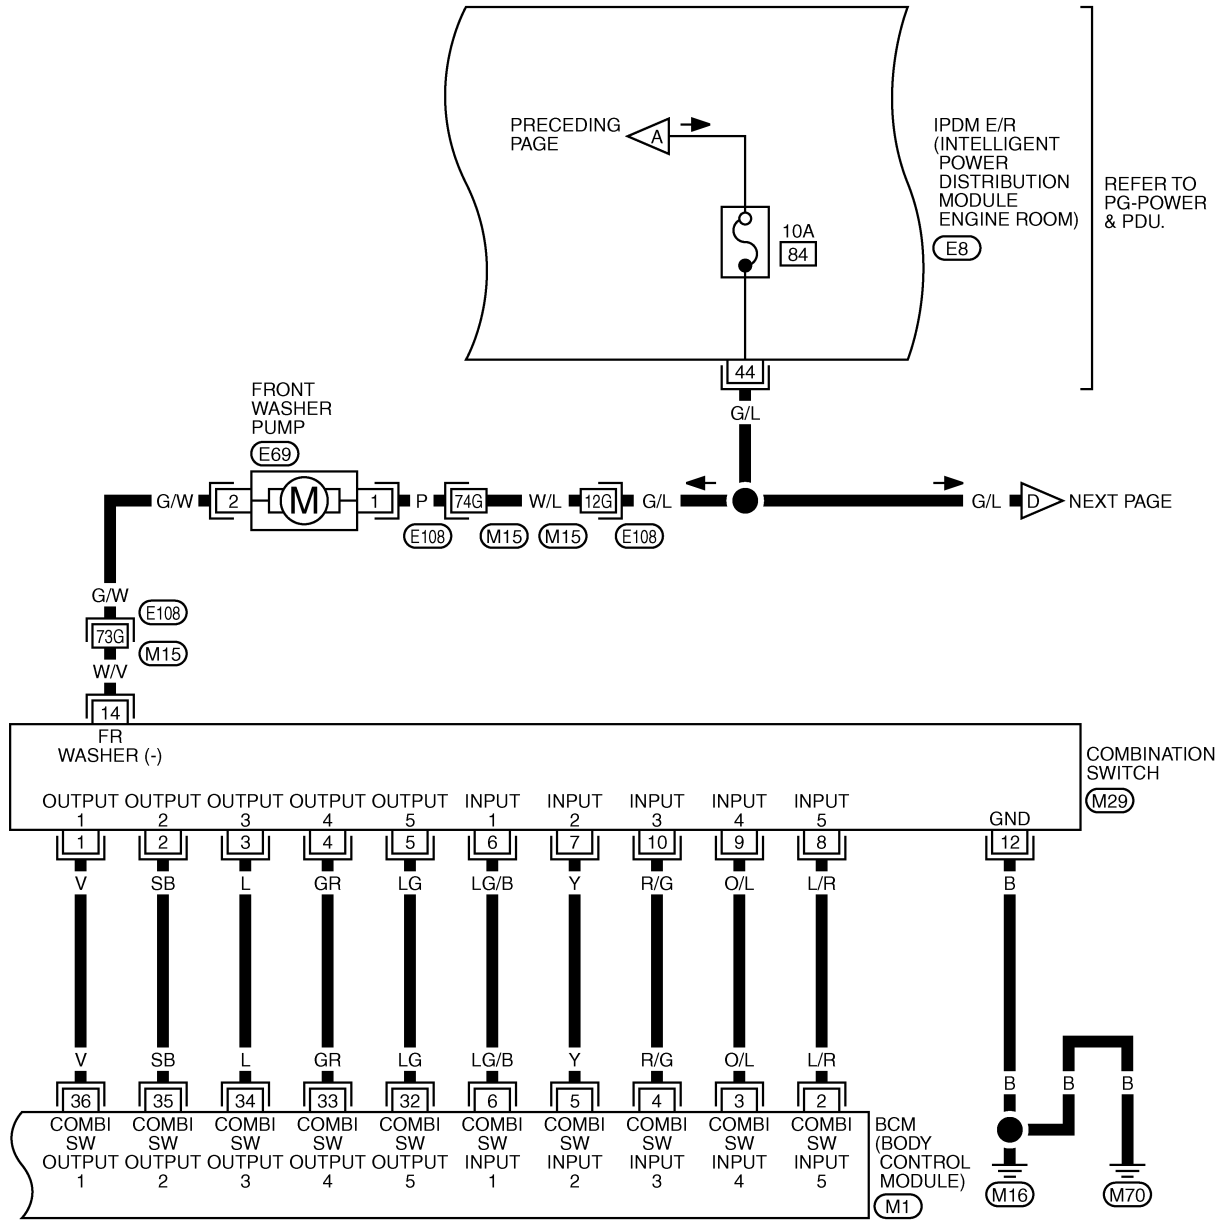 PRECEDING
PAGE
A
10A
84
IPDM E/R
(INTELLIGENT
POWER
DISTRIBUTION
MODULE
ENGINE ROOM)
E8
REFER TO
PG-POWER
& PDU.
44
G/L
FRONT
WASHER
PUMP
E69
G/W
2
M
1
P
74G
W/L
12G
G/L
G/L
D
NEXT PAGE
E108
M15
M15
E108
G/W
E108
73G
M15
W/V
14
FR
WASHER (-)
COMBINATION
SWITCH
M29
OUTPUT OUTPUT OUTPUT OUTPUT OUTPUT INPUT INPUT INPUT INPUT INPUT
1 2 3 4 5 1 2 3 4 5 GND
1 2 3 4 5 6 7 10 9 8 12
V SB L GR LG LG/B Y R/G O/L L/R B
V SB L GR LG LG/B Y R/G O/L L/R
B B B
36 35 34 33 32 6 5 4 3 2
COMBI COMBI COMBI COMBI COMBI COMBI COMBI COMBI COMBI COMBI
SW SW SW SW SW SW SW SW SW SW
OUTPUT OUTPUT OUTPUT OUTPUT OUTPUT INPUT INPUT INPUT INPUT INPUT
1 2 3 4 5 1 2 3 4 5
BCM
(BODY
CONTROL
MODULE)
M1
M16
M70